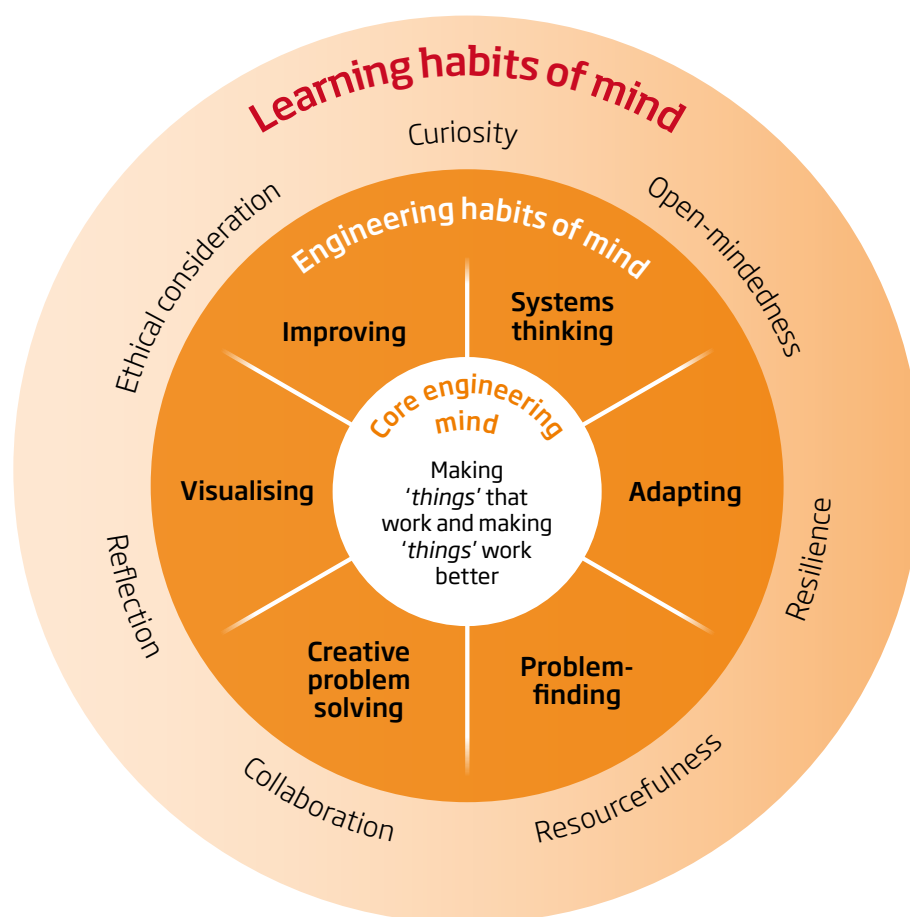 Learning habits of mind
Curiosity
Open-mindedness
Resilience
Resourcefulness
Collaboration
Reflection
Ethical consideration
Engineering habits of mind
Systems
thinking
Adapting
Problem-
finding
Creative
problem
solving
Visualising
Improving
Core engineering
mind
Making
‘things’ that
work and making
‘things’ work
better